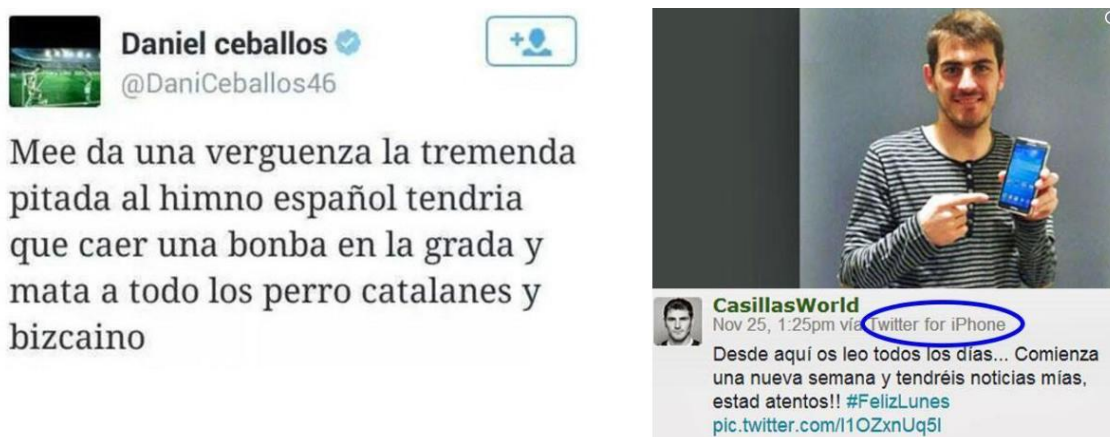 Daniel ceballos
@DaniCeballos46
Mee da una verguenza la tremenda
pitada al himno español tendria
que caer una bonba en la grada y
mata a todo los perro catalanes y
bizcaino
CasillasWorld
Nov 25, 1:25pm vía Twitter for iPhone
Desde aquí os leo todos los días... Comienza
una nueva semana y tendréis noticias mías,
estad atentos!! #FelizLunes
pic.twitter.com/I1OZxnUq5I